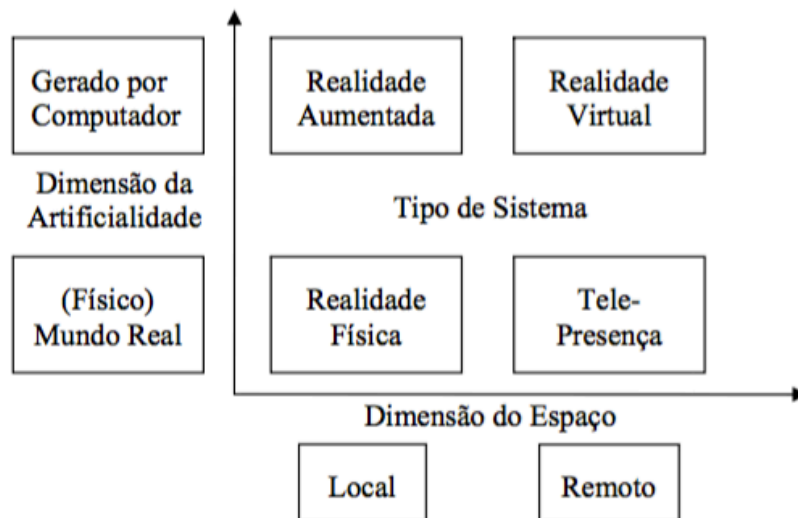 Gerado por
Computador
Realidade
Aumentada
Realidade
Virtual
Dimensão da
Artificialidade
Tipo de Sistema
(Físico)
Mundo Real
Realidade
Física
Tele-
Presença
Dimensão do Espaço
Local
Remoto